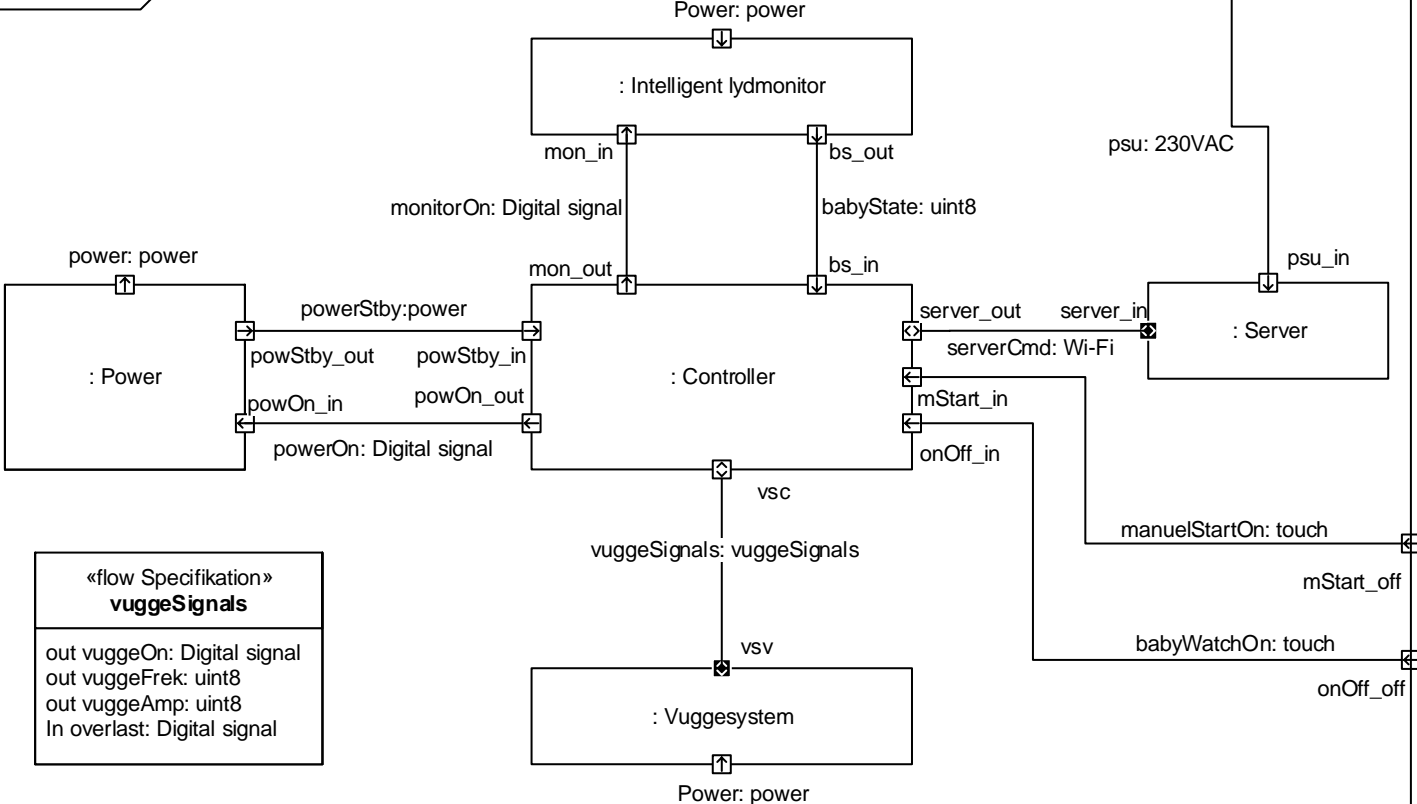 Power: power
: Intelligent lydmonitor
mon_in
bs_out
psu: 230VAC
monitorOn: Digital signal
babyState: uint8
power: power
mon_out
bs_in
psu_in
powerStby:power
server_out
server_in
: Server
powStby_out
powStby_in
serverCmd: Wi-Fi
: Power
: Controller
powOn_in
powOn_out
mStart_in
powerOn: Digital signal
onOff_in
vsc
manuelStartOn: touch
vuggeSignals: vuggeSignals
mStart_off
«flow Specifikation»
vuggeSignals
out vuggeOn: Digital signal
out vuggeFrek: uint8
out vuggeAmp: uint8
In overlast: Digital signal
vsv
babyWatchOn: touch
onOff_off
: Vuggesystem
Power: power